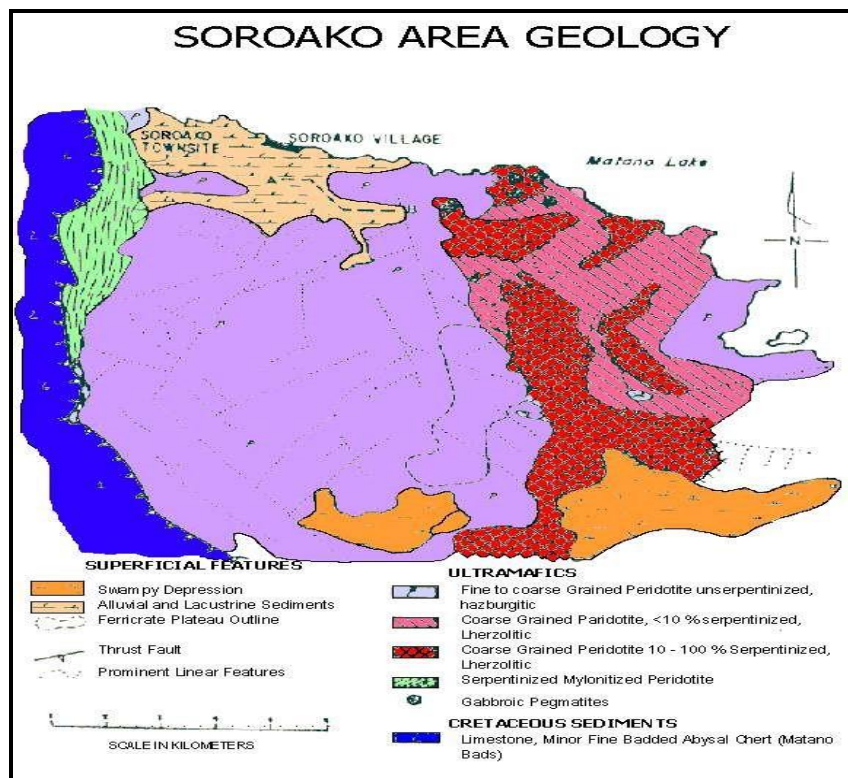 SOROAKO AREA GEOLOGY
SOROAKO
TOWNSITE
SOROAKO VILLAGE
Matano Lake
A
N
SUPERFICIAL FEATURES
Swampy Depression
Alluvial and Lacustrine Sediments
Ferricrate Plateau Outline
Thrust Fault
Prominent Linear Features
SCALE IN KILOMETERS
ULTRAMAFICS
Fine to coarse Grained Peridotite unserpentinized,
hazburgitic
Coarse Grained Paridotite, <10 % serpentinized,
Lherzolitic
Coarse Grained Peridotite 10 - 100 % Serpentinized,
Lherzolitic
Serpentinized Mylonitized Peridotite
Gabbroic Pegmatites
CRETACEOUS SEDIMENTS
Limestone, Minor Fine Badded Abysal Chert (Matano
Bads)